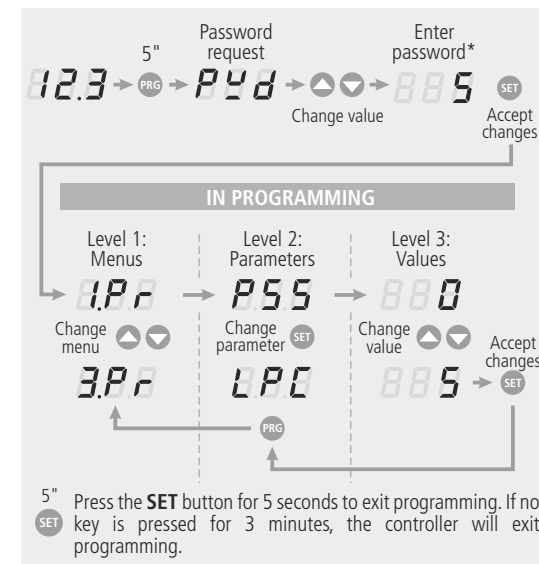 Password request
Enter password*
5"
12.3 PRG PYd 5 SET
Change value
Accept changes
IN PROGRAMMING
Level 1: Menus
Level 2: Parameters
Level 3: Values
1.Pr PSS 0
Change menu
Change parameter SET
Change value
Accept changes
3.Pr LPC 5 SET
PRG
5" SET
Press the SET button for 5 seconds to exit programming. If no
key is pressed for 3 minutes, the controller will exit
programming.